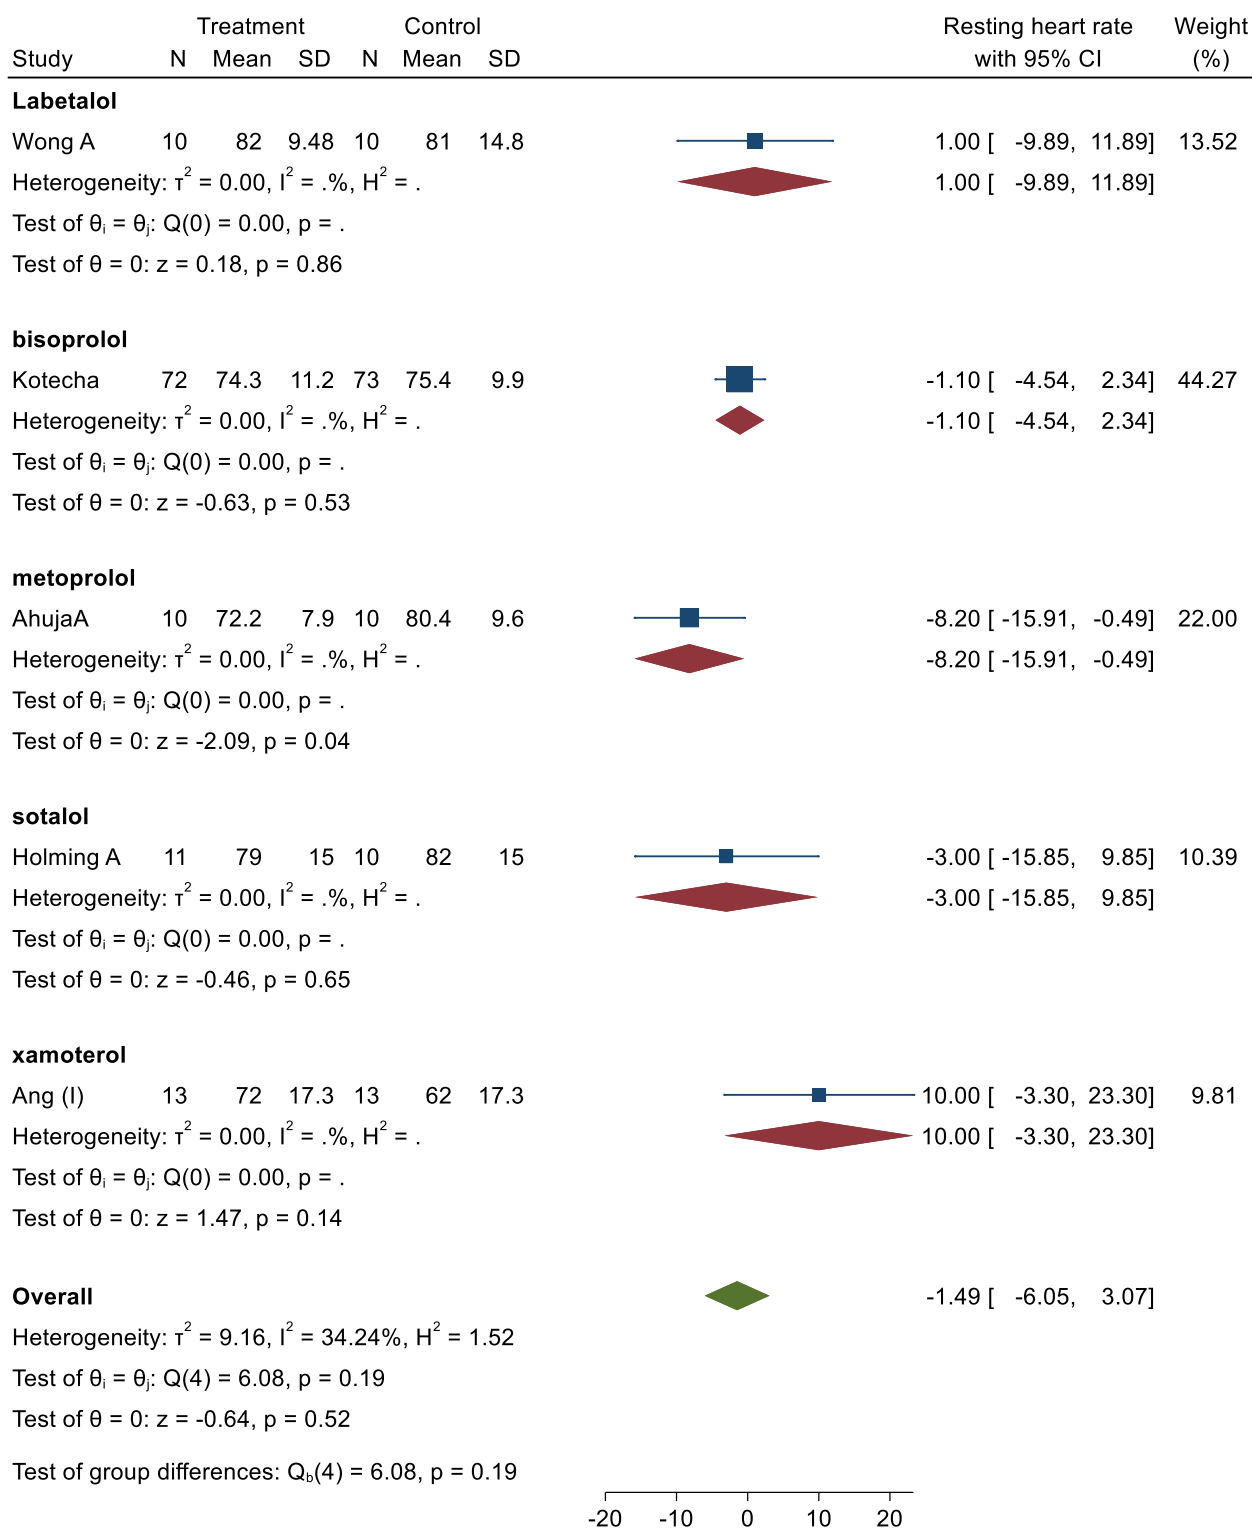 Treatment Control Resting heart rate Weight
Study N Mean SD N Mean SD with 95% CI (%)
Labetalol
Wong A 10 82 9.48 10 81 14.8 1.00 [ -9.89, 11.89] 13.52
Heterogeneity: τ² = 0.00, I² = .%, H² = . 1.00 [ -9.89, 11.89]
Test of θᵢ = θⱼ: Q(0) = 0.00, p = .
Test of θ = 0: z = 0.18, p = 0.86
bisoprolol
Kotecha 72 74.3 11.2 73 75.4 9.9 -1.10 [ -4.54, 2.34] 44.27
Heterogeneity: τ² = 0.00, I² = .%, H² = . -1.10 [ -4.54, 2.34]
Test of θᵢ = θⱼ: Q(0) = 0.00, p = .
Test of θ = 0: z = -0.63, p = 0.53
metoprolol
AhujaA 10 72.2 7.9 10 80.4 9.6 -8.20 [ -15.91, -0.49] 22.00
Heterogeneity: τ² = 0.00, I² = .%, H² = . -8.20 [ -15.91, -0.49]
Test of θᵢ = θⱼ: Q(0) = 0.00, p = .
Test of θ = 0: z = -2.09, p = 0.04
sotalol
Holming A 11 79 15 10 82 15 -3.00 [ -15.85, 9.85] 10.39
Heterogeneity: τ² = 0.00, I² = .%, H² = . -3.00 [ -15.85, 9.85]
Test of θᵢ = θⱼ: Q(0) = 0.00, p = .
Test of θ = 0: z = -0.46, p = 0.65
xamoterol
Ang (I) 13 72 17.3 13 62 17.3 10.00 [ -3.30, 23.30] 9.81
Heterogeneity: τ² = 0.00, I² = .%, H² = . 10.00 [ -3.30, 23.30]
Test of θᵢ = θⱼ: Q(0) = 0.00, p = .
Test of θ = 0: z = 1.47, p = 0.14
Overall -1.49 [ -6.05, 3.07]
Heterogeneity: τ² = 9.16, I² = 34.24%, H² = 1.52
Test of θᵢ = θⱼ: Q(4) = 6.08, p = 0.19
Test of θ = 0: z = -0.64, p = 0.52
Test of group differences: Q_b(4) = 6.08, p = 0.19
-20 -10 0 10 20